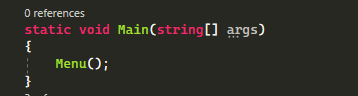 0 references
static void Main(string[] args)
{
Menu();
}